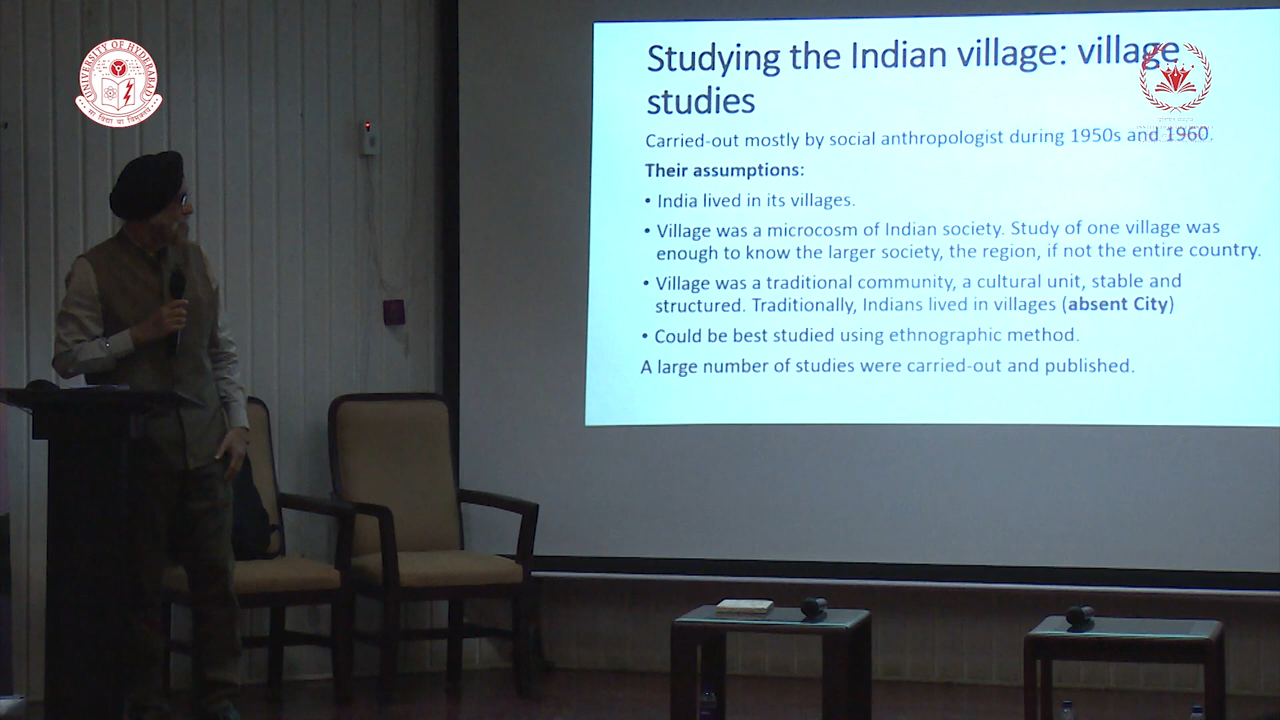 UNIVERSITY OF HYDERABAD
Studying the Indian village: village
studies
Carried-out mostly by social anthropologist during 1950s and 1960.
Their assumptions:
• India lived in its villages.
• Village was a microcosm of Indian society. Study of one village was
enough to know the larger society, the region, if not the entire country.
• Village was a traditional community, a cultural unit, stable and
structured. Traditionally, Indians lived in villages (absent City)
• Could be best studied using ethnographic method.
A large number of studies were carried-out and published.